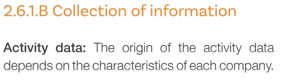 2.6.1.B Collection of information
Activity data: The origin of the activity data
depends on the characteristics of each company.